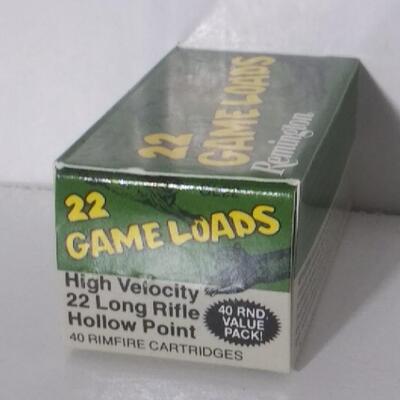 22
GAME LOADS
Remington
22
GAME LOADS
High Velocity
22 Long Rifle
Hollow Point
40 RIMFIRE CARTRIDGES
40 RND.
VALUE
PACK!